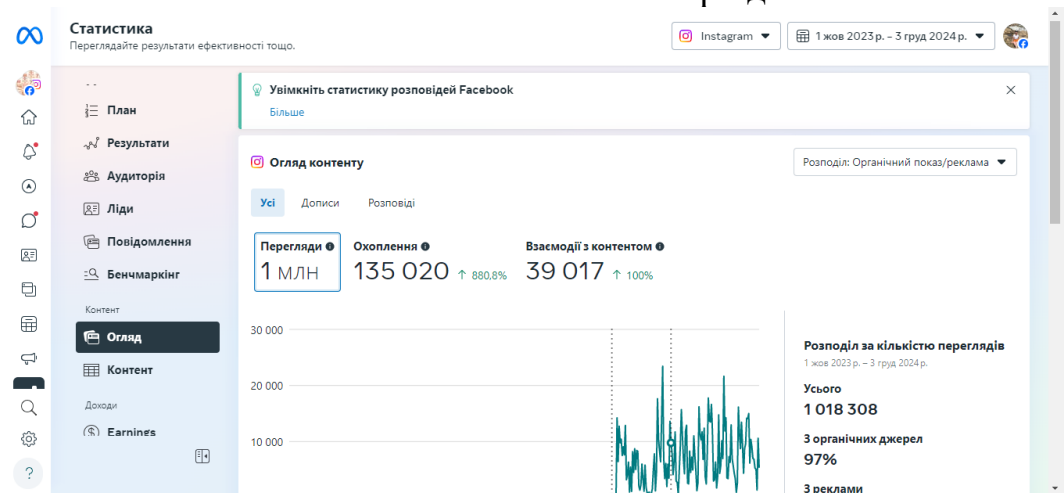 Статистика
Переглядайте результати ефективності тощо.
Instagram
1 жов 2023 р. – 3 груд 2024 р.
План
Результати
Аудиторія
Ліди
Повідомлення
Бенчмаркінг
Контент
Огляд
Контент
Доходи
Earnings
?
Увімкніть статистику розповідей Facebook
Більше
Огляд контенту
Розподіл: Органічний показ/реклама
Усі Дописи Розповіді
Перегляди Охоплення Взаємодії з контентом
1 млн 135 020 ↑ 880,8% 39 017 ↑ 100%
30 000
20 000
10 000
Розподіл за кількістю переглядів
1 жов 2023 р. – 3 груд 2024 р.
Усього
1 018 308
З органічних джерел
97%
З реклами